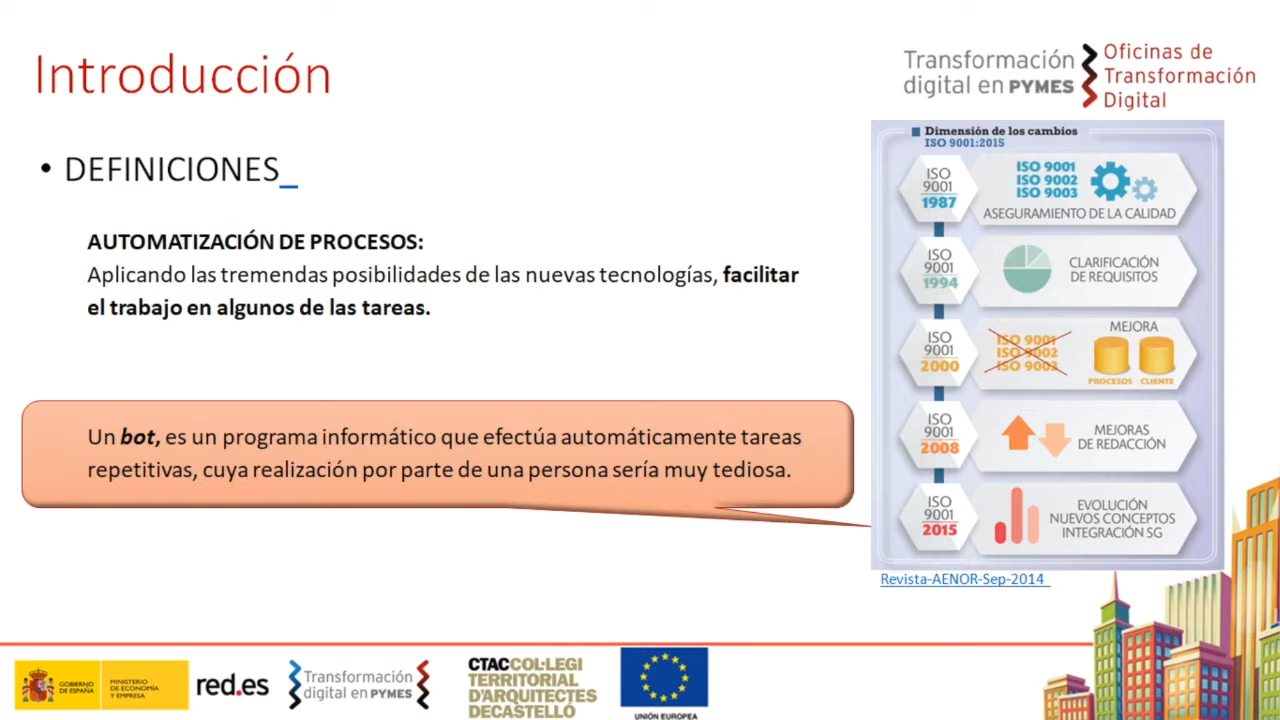 Introducción
Transformación
digital en PYMES
Oficinas de
Transformación
Digital
• DEFINICIONES_
AUTOMATIZACIÓN DE PROCESOS:
Aplicando las tremendas posibilidades de las nuevas tecnologías, facilitar
el trabajo en algunos de las tareas.
Un bot, es un programa informático que efectúa automáticamente tareas
repetitivas, cuya realización por parte de una persona sería muy tediosa.
Dimensión de los cambios
ISO 9001:2015
ISO
9001
1987
ISO 9001
ISO 9002
ISO 9003
ASEGURAMIENTO DE LA CALIDAD
ISO
9001
1994
CLARIFICACIÓN
DE REQUISITOS
ISO
9001
2000
ISO 9001
ISO 9002
ISO 9003
MEJORA
PROCESOS CLIENTE
ISO
9001
2008
MEJORAS
DE REDACCIÓN
ISO
9001
2015
EVOLUCIÓN
NUEVOS CONCEPTOS
INTEGRACIÓN SG
Revista-AENOR-Sep-2014
GOBIERNO
DE ESPAÑA
MINISTERIO
DE ECONOMÍA
Y EMPRESA
red.es
Transformación
digital en PYMES
CTAC COL·LEGI
TERRITORIAL
D'ARQUITECTES
DE CASTELLÓ
UNIÓN EUROPEA